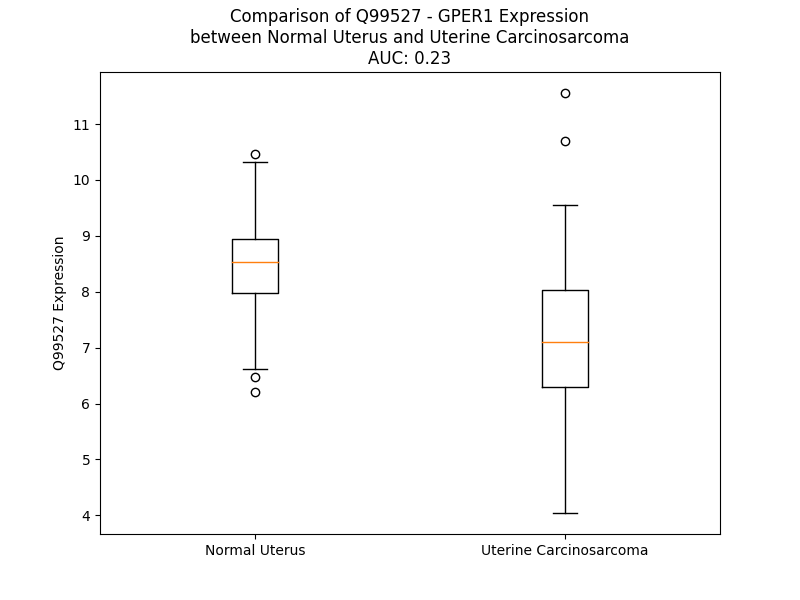 Comparison of Q99527 - GPER1 Expression
between Normal Uterus and Uterine Carcinosarcoma
AUC: 0.23
Q99527 Expression
11
10
9
8
7
6
5
4
Normal Uterus
Uterine Carcinosarcoma